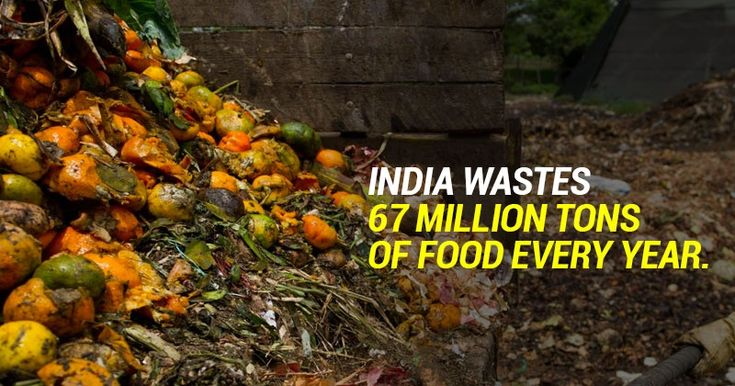 INDIA WASTES
67 MILLION TONS
OF FOOD EVERY YEAR.